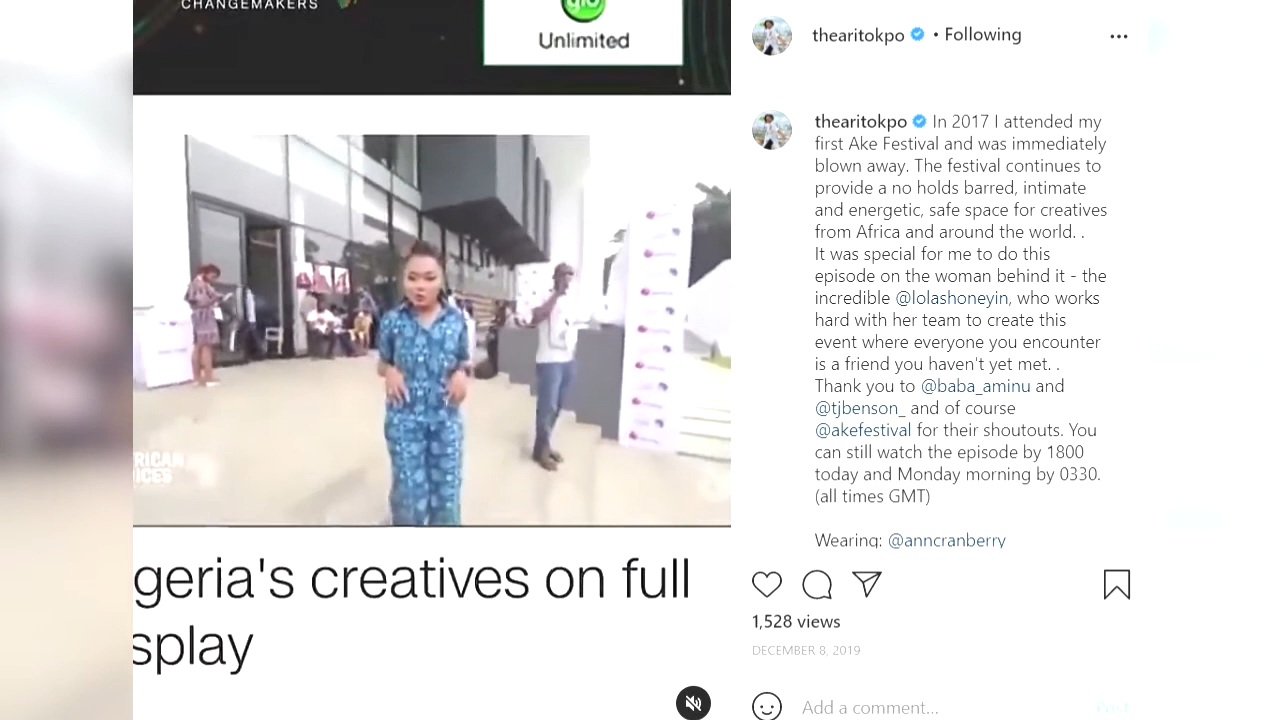 CHANGEMAKERS
glo
Unlimited
RICAN
ICES
geria's creatives on full
splay
thearitokpo • Following
thearitokpo In 2017 I attended my
first Ake Festival and was immediately
blown away. The festival continues to
provide a no holds barred, intimate
and energetic, safe space for creatives
from Africa and around the world. .
It was special for me to do this
episode on the woman behind it - the
incredible @lolashoneyin, who works
hard with her team to create this
event where everyone you encounter
is a friend you haven't yet met. .
Thank you to @baba_aminu and
@tjbenson_ and of course
@akefestival for their shoutouts. You
can still watch the episode by 1800
today and Monday morning by 0330.
(all times GMT)
Wearing: @anncranberry
1,528 views
DECEMBER 8, 2019
Add a comment... Post